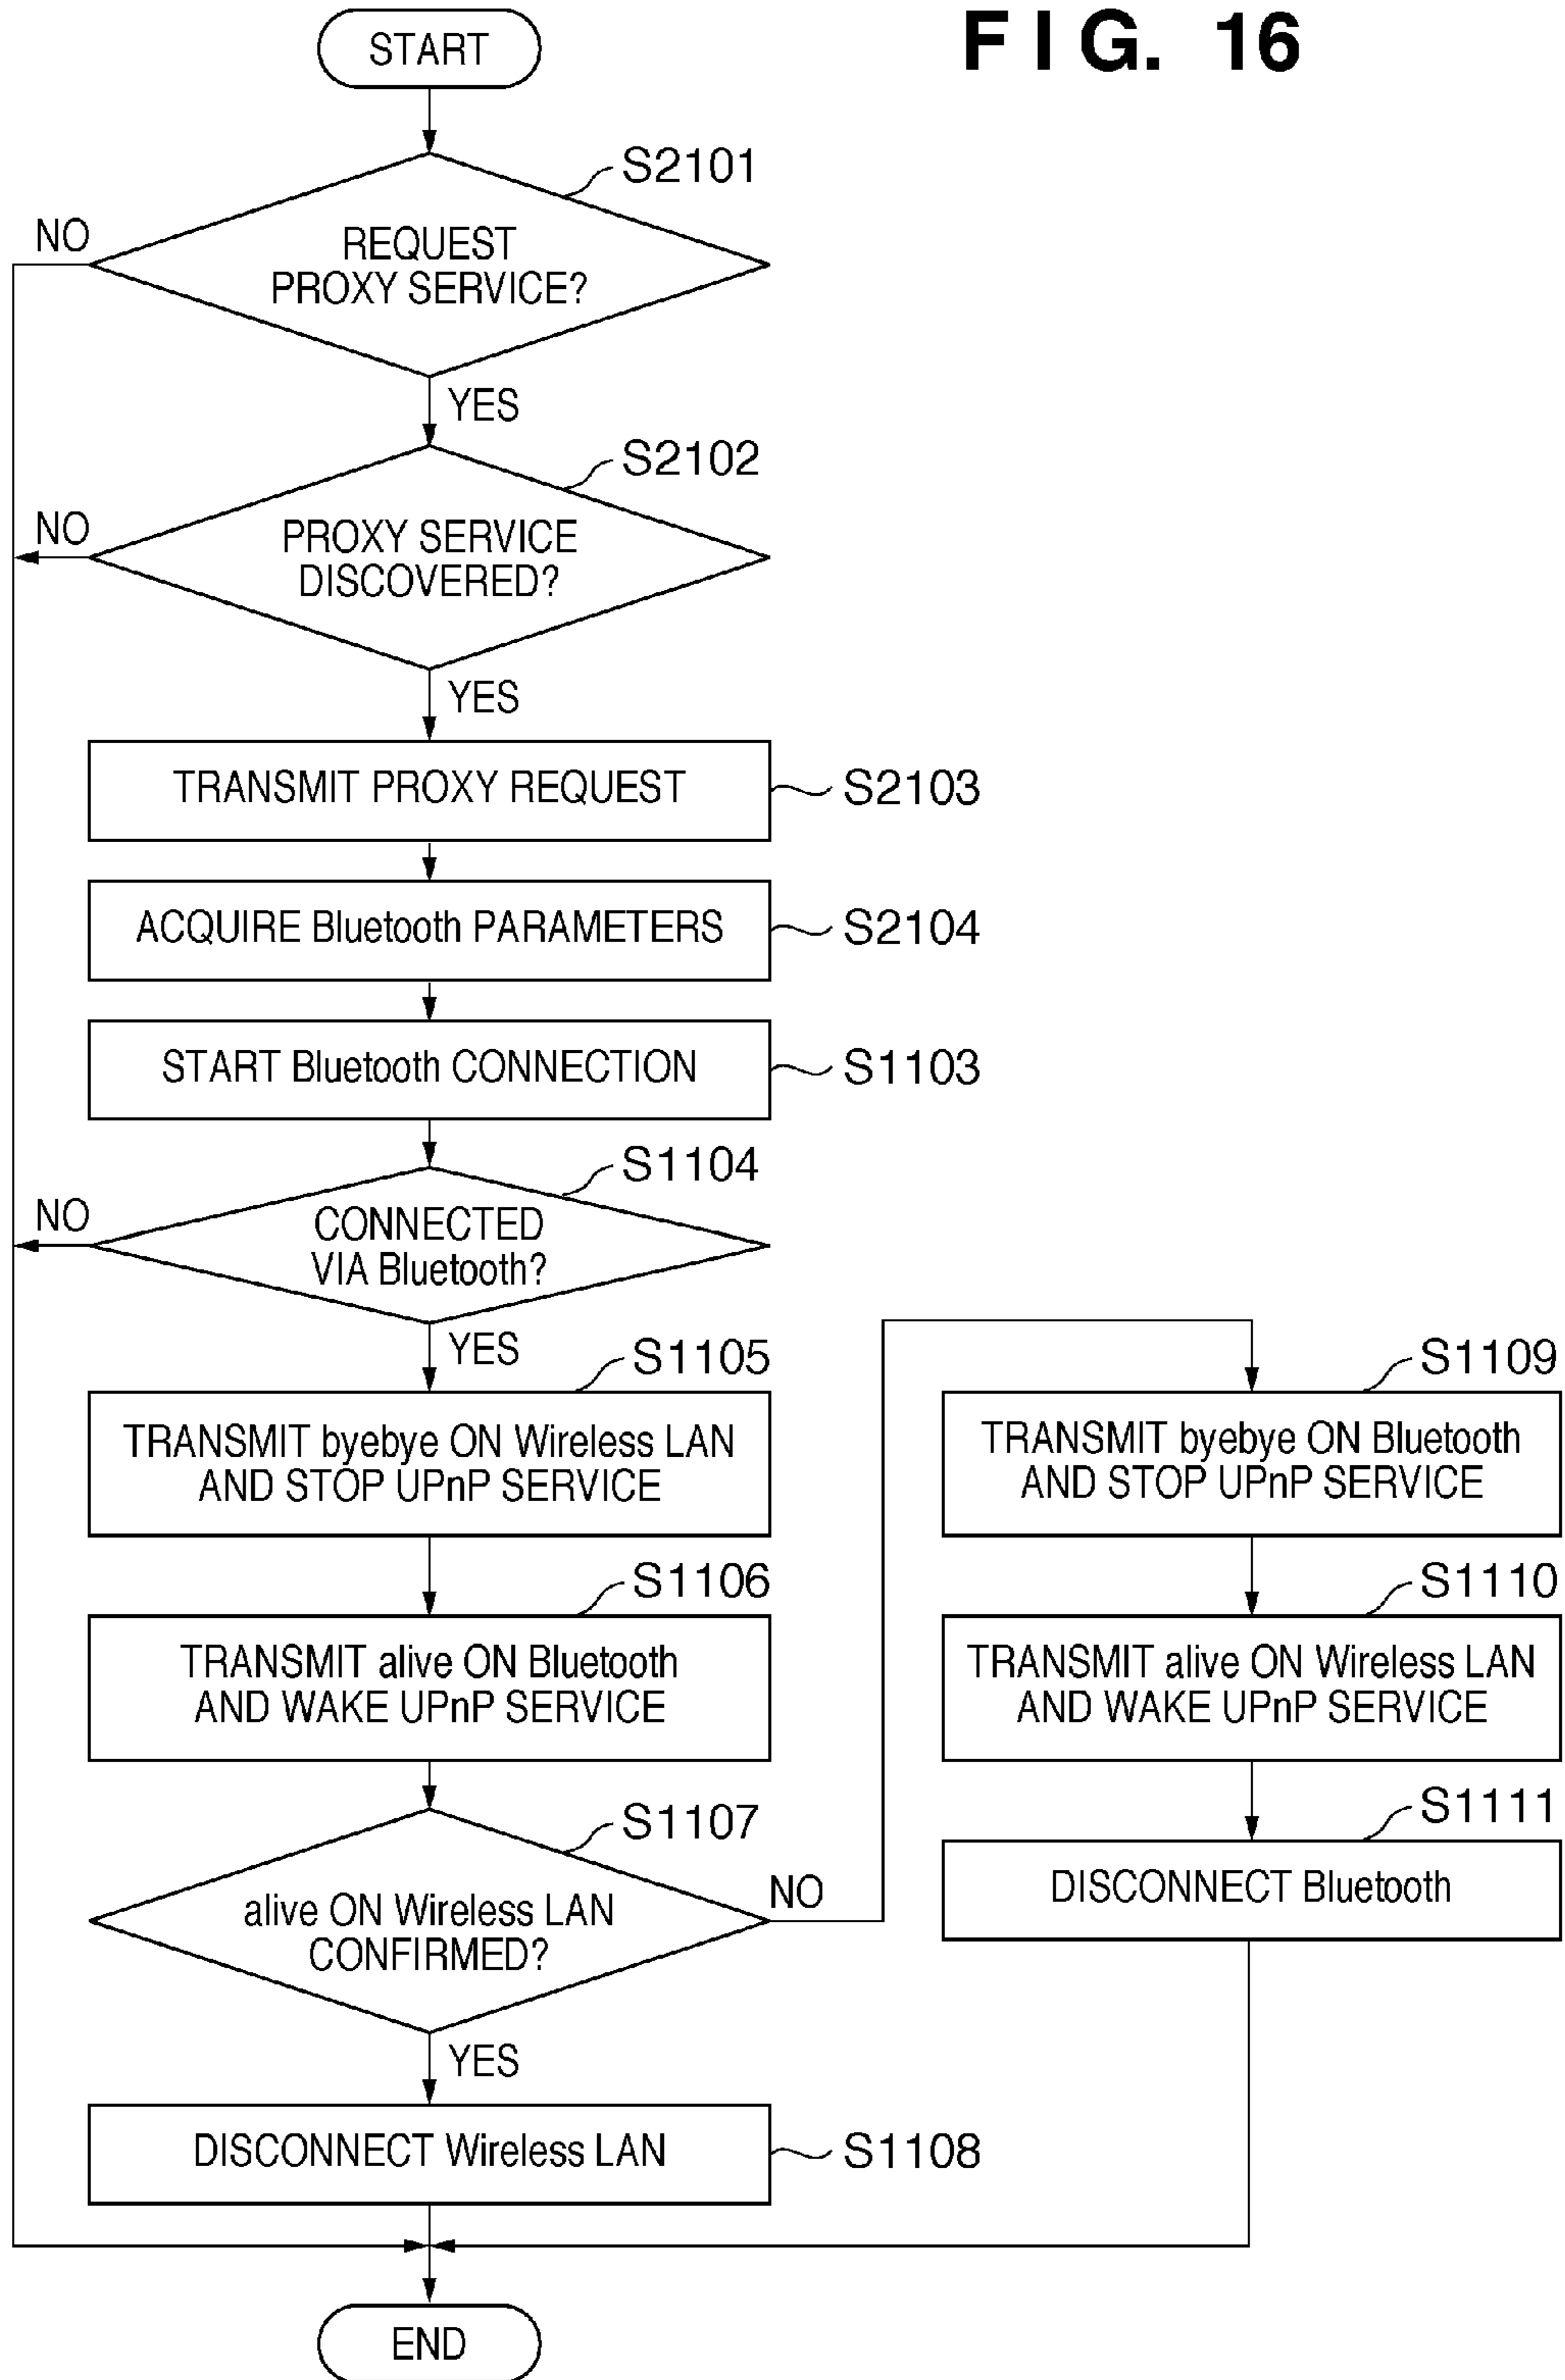 FIG. 16
START
S2101
NO
REQUEST
PROXY SERVICE?
YES
S2102
NO
PROXY SERVICE
DISCOVERED?
YES
TRANSMIT PROXY REQUEST
S2103
ACQUIRE Bluetooth PARAMETERS
S2104
START Bluetooth CONNECTION
S1103
S1104
NO
CONNECTED
VIA Bluetooth?
YES
S1105
TRANSMIT byebye ON Wireless LAN
AND STOP UPnP SERVICE
S1106
TRANSMIT alive ON Bluetooth
AND WAKE UPnP SERVICE
S1107
NO
alive ON Wireless LAN
CONFIRMED?
YES
DISCONNECT Wireless LAN
S1108
S1109
TRANSMIT byebye ON Bluetooth
AND STOP UPnP SERVICE
S1110
TRANSMIT alive ON Wireless LAN
AND WAKE UPnP SERVICE
S1111
DISCONNECT Bluetooth
END